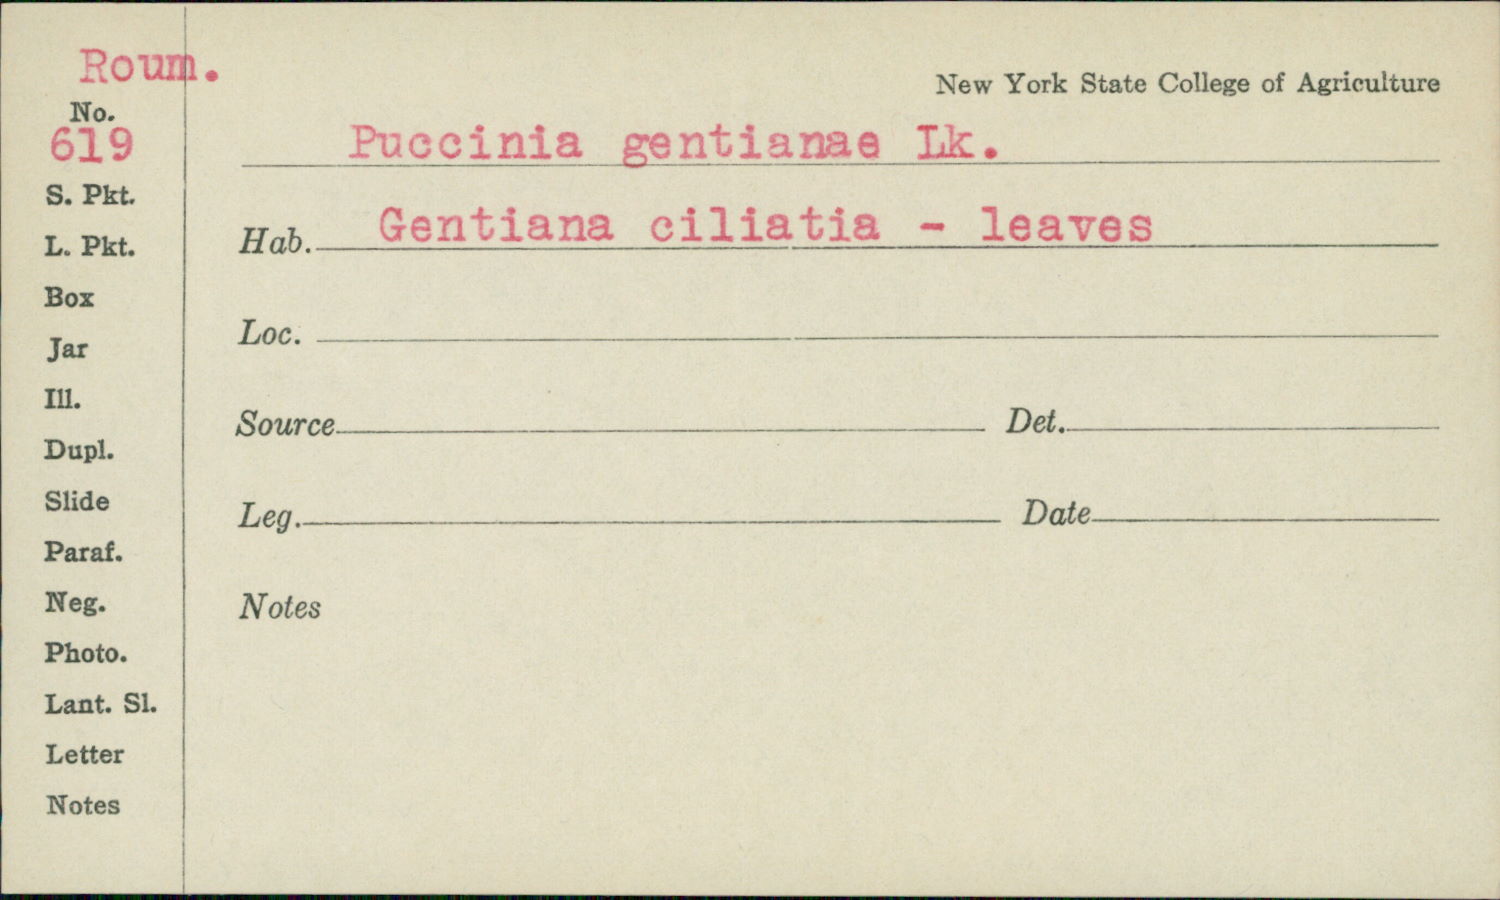 Roum.
New York State College of Agriculture
No.
619
Puccinia gentianae Lk.
S. Pkt.
Hab. Gentiana ciliatia - leaves
L. Pkt.
Box
Loc.
Jar
Ill.
Source Det.
Dupl.
Slide
Leg. Date
Paraf.
Neg.
Notes
Photo.
Lant. Sl.
Letter
Notes